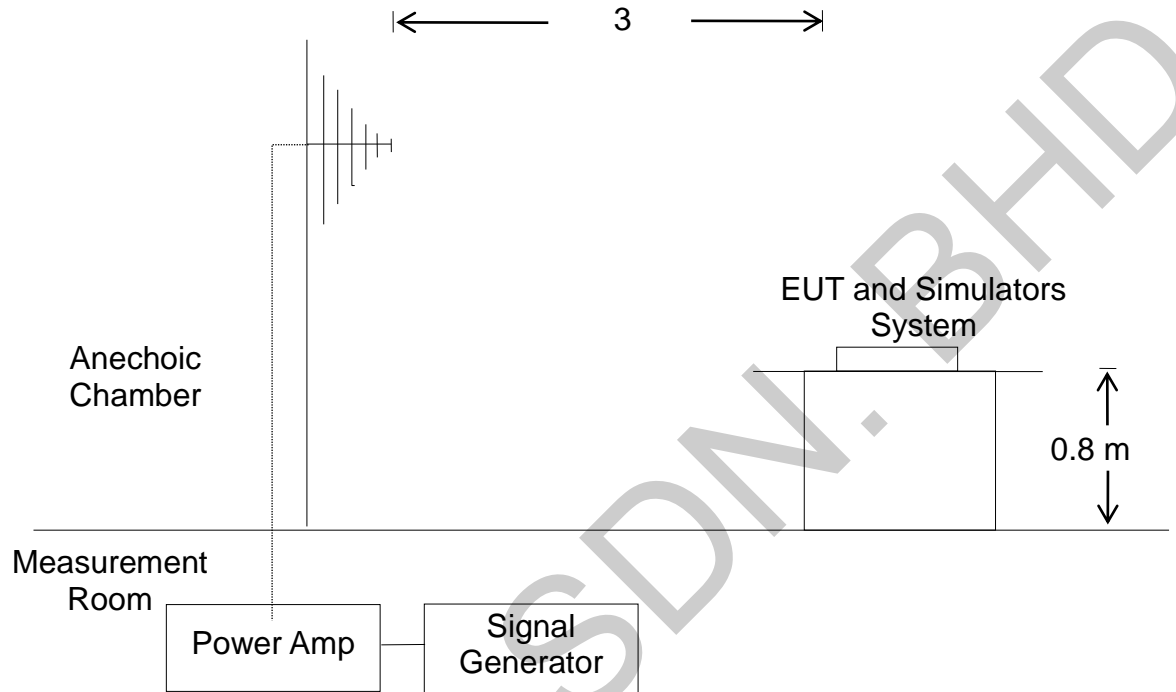 3
EUT and Simulators
System
Anechoic
Chamber
0.8 m
Measurement
Room
Power Amp
Signal
Generator
SDN. BHD